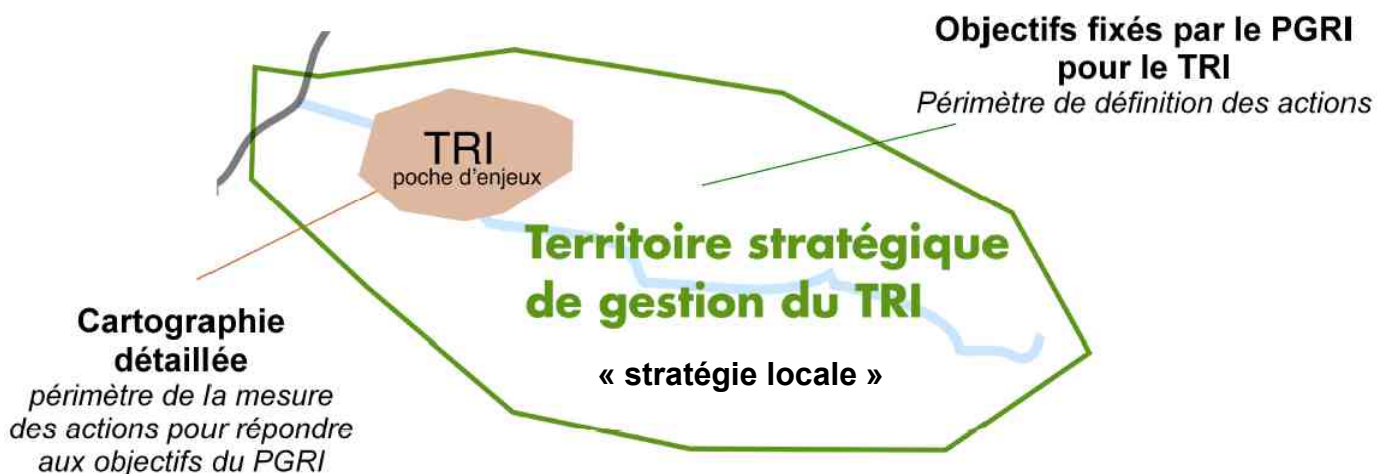 Objectifs fixés par le PGRI
pour le TRI
Périmètre de définition des actions
TRI
poche d'enjeux
Territoire stratégique
de gestion du TRI
« stratégie locale »
Cartographie
détaillée
périmètre de la mesure
des actions pour répondre
aux objectifs du PGRI